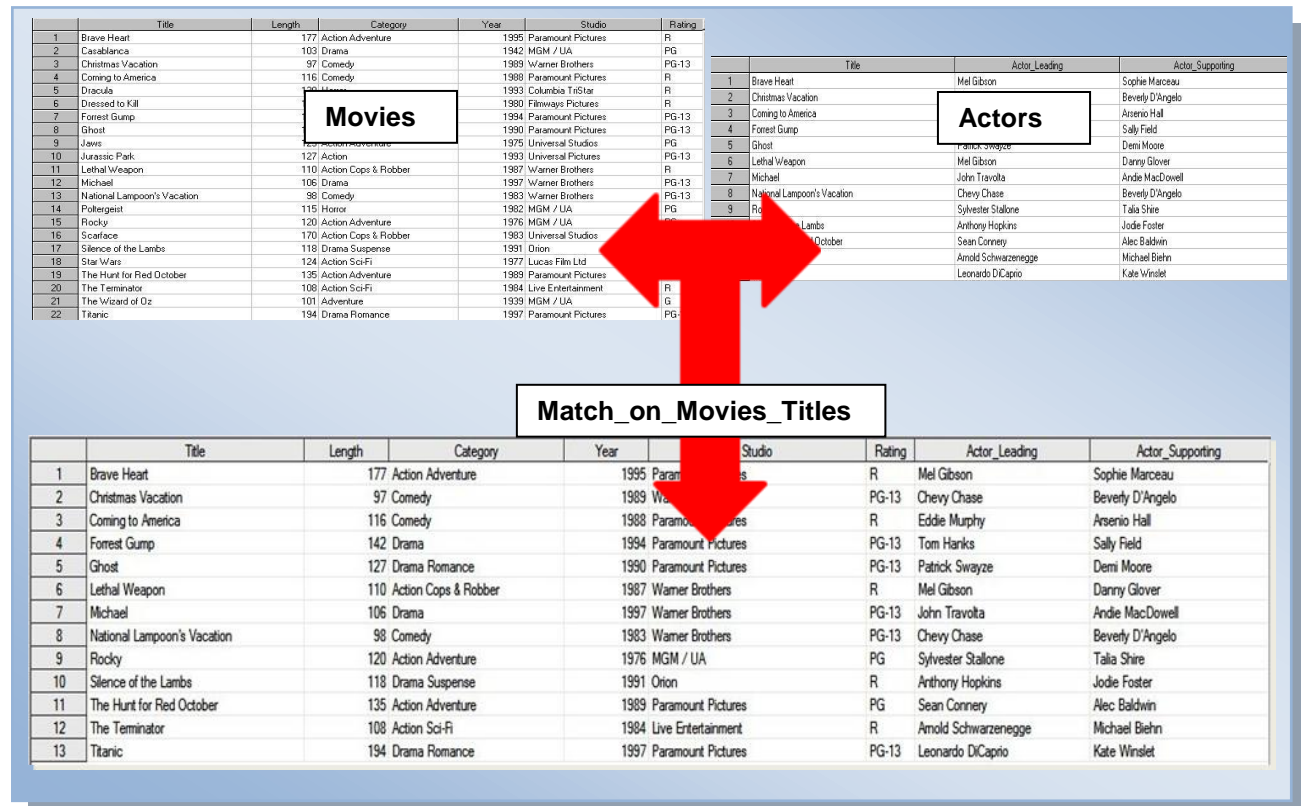 Title Length Category Year Studio Rating
1 Brave Heart 177 Action Adventure 1995 Paramount Pictures R
2 Casablanca 103 Drama 1942 MGM / UA PG
3 Christmas Vacation 97 Comedy 1989 Warner Brothers PG-13
4 Coming to America 116 Comedy 1988 Paramount Pictures R
5 Dracula 1993 Columbia TriStar R
6 Dressed to Kill 1980 Filmways Pictures R
7 Forrest Gump 1994 Paramount Pictures PG-13
8 Ghost 1990 Paramount Pictures PG-13
9 Jaws 1975 Universal Studios PG
10 Jurassic Park 127 Action 1993 Universal Pictures PG-13
11 Lethal Weapon 110 Action Cops & Robber 1987 Warner Brothers R
12 Michael 106 Drama 1997 Warner Brothers PG-13
13 National Lampoon's Vacation 98 Comedy 1983 Warner Brothers PG-13
14 Poltergeist 115 Horror 1982 MGM / UA PG
15 Rocky 120 Action Adventure 1976 MGM / UA
16 Scarface 170 Action Cops & Robber 1983 Universal Studios
17 Silence of the Lambs 118 Drama Suspense 1991 Orion
18 Star Wars 124 Action Sci-Fi 1977 Lucas Film Ltd
19 The Hunt for Red October 135 Action Adventure 1989 Paramount Pictures
20 The Terminator 108 Action Sci-Fi 1984 Live Entertainment R
21 The Wizard of Oz 101 Adventure 1939 MGM / UA G
22 Titanic 194 Drama Romance 1997 Paramount Pictures PG-
Movies
Title Actor_Leading Actor_Supporting
1 Brave Heart Mel Gibson Sophie Marceau
2 Christmas Vacation Beverly D'Angelo
3 Coming to America Arsenio Hall
4 Forrest Gump Sally Field
5 Ghost Patrick Swayze Demi Moore
6 Lethal Weapon Mel Gibson Danny Glover
7 Michael John Travolta Andie MacDowell
8 National Lampoon's Vacation Chevy Chase Beverly D'Angelo
9 Ro Sylvester Stallone Talia Shire
Lambs Anthony Hopkins Jodie Foster
October Sean Connery Alec Baldwin
Arnold Schwarzenegge Michael Biehn
Leonardo DiCaprio Kate Winslet
Actors
Match_on_Movies_Titles
Title Length Category Year Studio Rating Actor_Leading Actor_Supporting
1 Brave Heart 177 Action Adventure 1995 Param s R Mel Gibson Sophie Marceau
2 Christmas Vacation 97 Comedy 1989 Wa PG-13 Chevy Chase Beverly D'Angelo
3 Coming to America 116 Comedy 1988 Paramo res R Eddie Murphy Arsenio Hall
4 Forrest Gump 142 Drama 1994 Paramount Pictures PG-13 Tom Hanks Sally Field
5 Ghost 127 Drama Romance 1990 Paramount Pictures PG-13 Patrick Swayze Demi Moore
6 Lethal Weapon 110 Action Cops & Robber 1987 Warner Brothers R Mel Gibson Danny Glover
7 Michael 106 Drama 1997 Warner Brothers PG-13 John Travolta Andie MacDowell
8 National Lampoon's Vacation 98 Comedy 1983 Warner Brothers PG-13 Chevy Chase Beverly D'Angelo
9 Rocky 120 Action Adventure 1976 MGM / UA PG Sylvester Stallone Talia Shire
10 Silence of the Lambs 118 Drama Suspense 1991 Orion R Anthony Hopkins Jodie Foster
11 The Hunt for Red October 135 Action Adventure 1989 Paramount Pictures PG Sean Connery Alec Baldwin
12 The Terminator 108 Action Sci-Fi 1984 Live Entertainment R Arnold Schwarzenegge Michael Biehn
13 Titanic 194 Drama Romance 1997 Paramount Pictures PG-13 Leonardo DiCaprio Kate Winslet